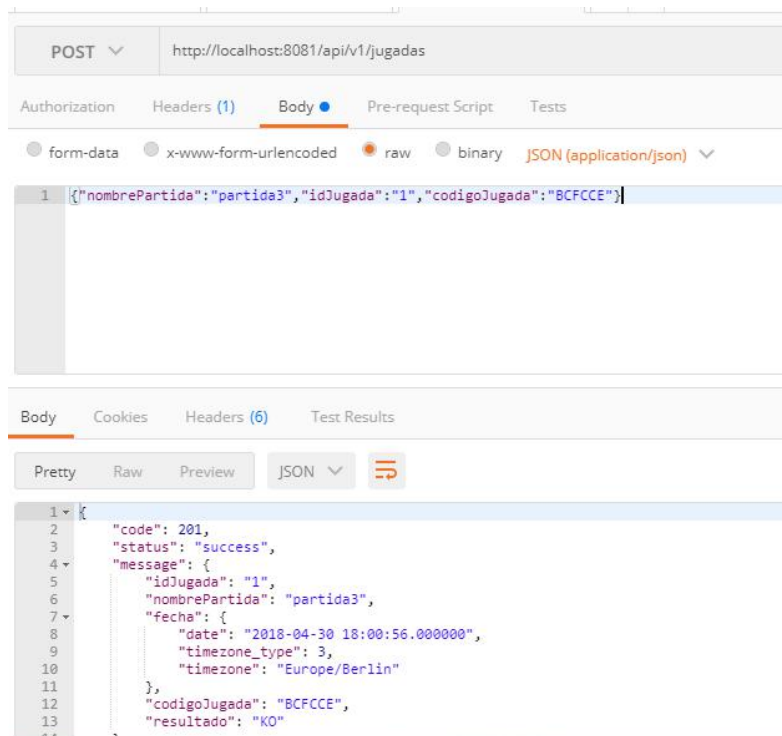 POST http://localhost:8081/api/v1/jugadas
Authorization Headers (1) Body Pre-request Script Tests
form-data x-www-form-urlencoded raw binary JSON (application/json)
1 {"nombrePartida":"partida3","idJugada":"1","codigoJugada":"BCFCCE"}
Body Cookies Headers (6) Test Results
Pretty Raw Preview JSON
1 {
2 "code": 201,
3 "status": "success",
4 "message": {
5 "idJugada": "1",
6 "nombrePartida": "partida3",
7 "fecha": {
8 "date": "2018-04-30 18:00:56.000000",
9 "timezone_type": 3,
10 "timezone": "Europe/Berlin"
11 },
12 "codigoJugada": "BCFCCE",
13 "resultado": "KO"